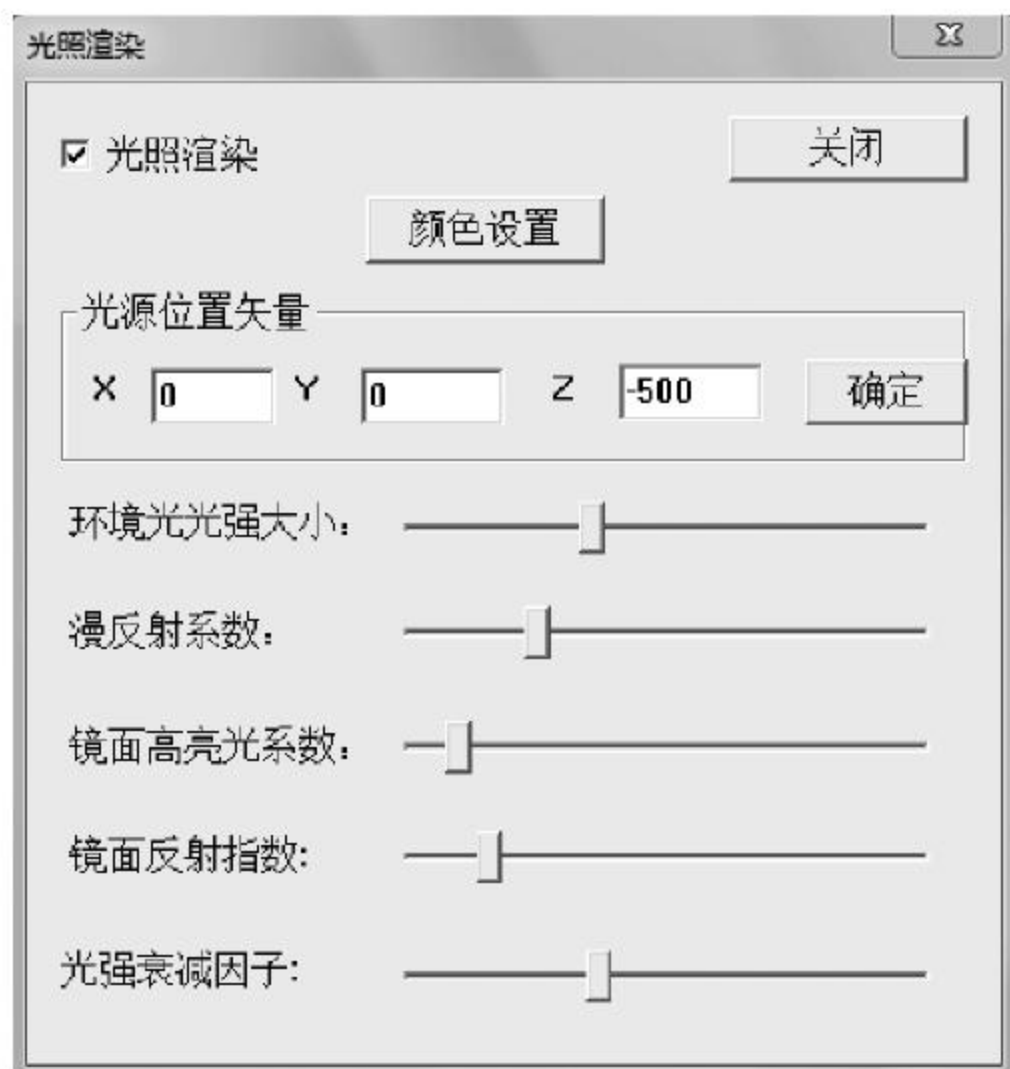 光照渲染
光照渲染
关闭
颜色设置
光源位置矢量
X 0 Y 0 Z -500 确定
环境光光强大小:
漫反射系数:
镜面高亮光系数:
镜面反射指数:
光强衰减因子: